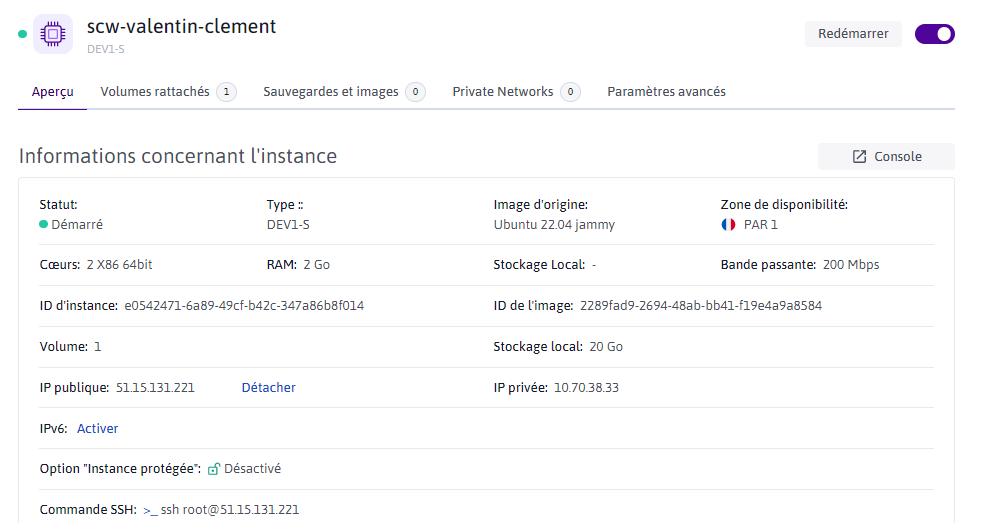 scw-valentin-clement
DEV1-S
Redémarrer
Aperçu Volumes rattachés 1 Sauvegardes et images 0 Private Networks 0 Paramètres avancés
Informations concernant l'instance
Console
Statut: Type :: Image d'origine: Zone de disponibilité:
Démarré DEV1-S Ubuntu 22.04 jammy PAR 1
Cœurs: 2 X86 64bit RAM: 2 Go Stockage Local: - Bande passante: 200 Mbps
ID d'instance: e0542471-6a89-49cf-b42c-347a86b8f014 ID de l'image: 2289fad9-2694-48ab-bb41-f19e4a9a8584
Volume: 1 Stockage local: 20 Go
IP publique: 51.15.131.221 Détacher IP privée: 10.70.38.33
IPv6: Activer
Option "Instance protégée": Désactivé
Commande SSH: >_ ssh root@51.15.131.221